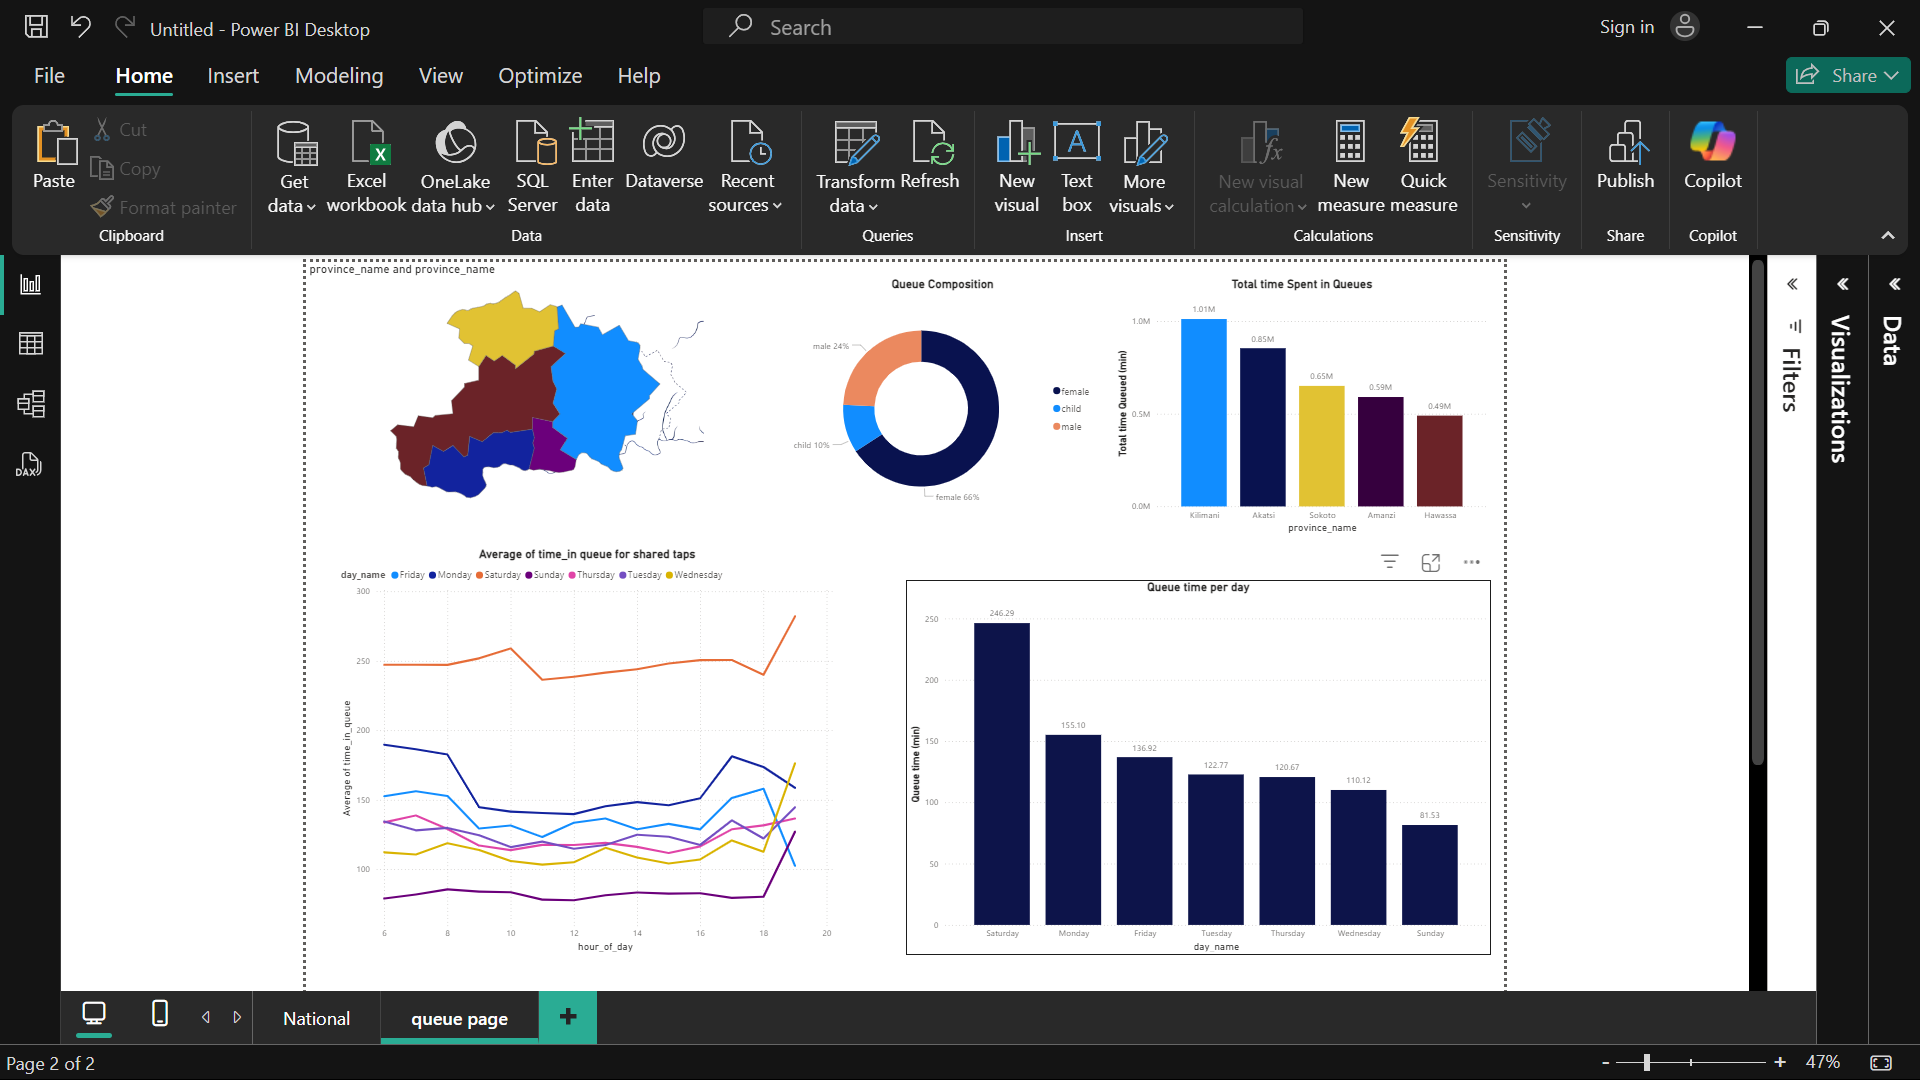 Untitled - Power BI Desktop
Search
Sign in
File Home Insert Modeling View Optimize Help
Share
Paste
Cut
Copy
Format painter
Clipboard
Get data
Excel workbook
OneLake data hub
SQL Server
Enter data
Dataverse
Recent sources
Data
Transform data
Refresh
Queries
New visual
Text box
More visuals
Insert
New visual calculation
New measure
Quick measure
Calculations
Sensitivity
Sensitivity
Publish
Share
Copilot
Copilot
DAX
province_name and province_name
Queue Composition
male 24%
child 10%
female 66%
female
child
male
Total time Spent in Queues
Total time Queued (min)
1.0M
0.5M
0.0M
1.01M
0.85M
0.65M
0.59M
0.49M
Kilimani Akatsi Sokoto Amanzi Hawassa
province_name
Average of time_in queue for shared taps
day_name Friday Monday Saturday Sunday Thursday Tuesday Wednesday
Average of time_in_queue
300
250
200
150
100
6 8 10 12 14 16 18 20
hour_of_day
Queue time per day
Queue time (min)
250
200
150
100
50
0
246.29
155.10
136.92
122.77
120.67
110.12
81.53
Saturday Monday Friday Tuesday Thursday Wednesday Sunday
day_name
Filters
Visualizations
Data
National
queue page
Page 2 of 2
47%